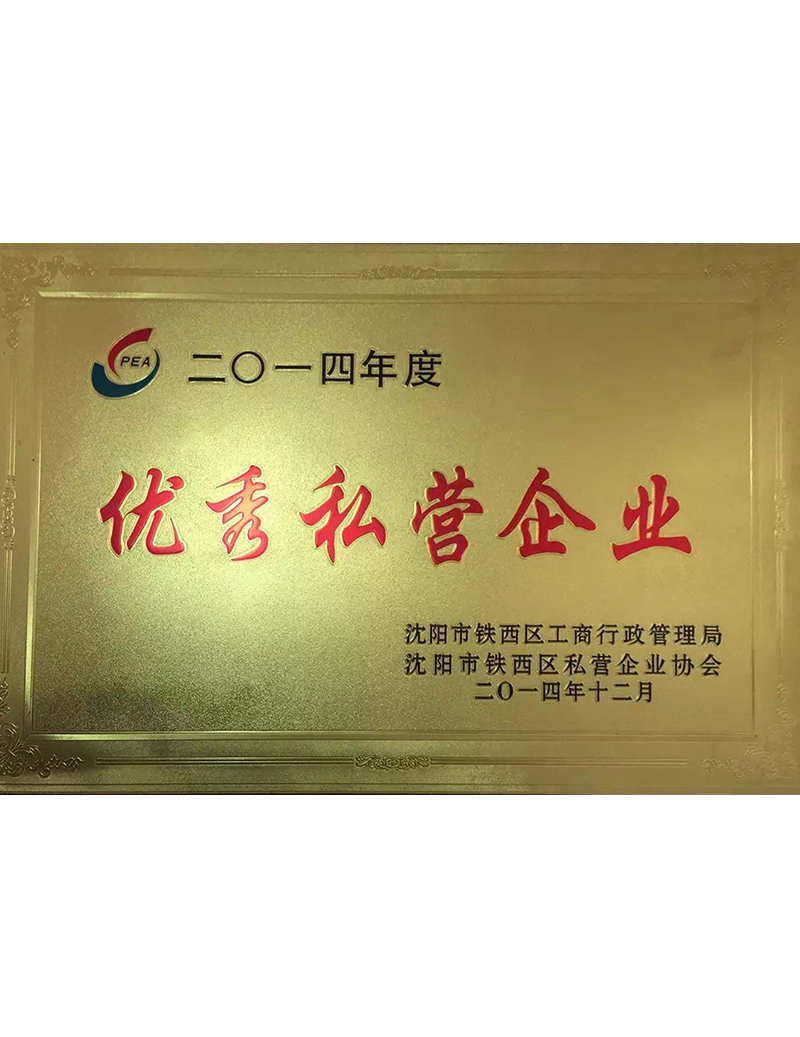 PEA 二〇一四年度
优秀私营企业
沈阳市铁西区工商行政管理局
沈阳市铁西区私营企业协会
二〇一四年十二月